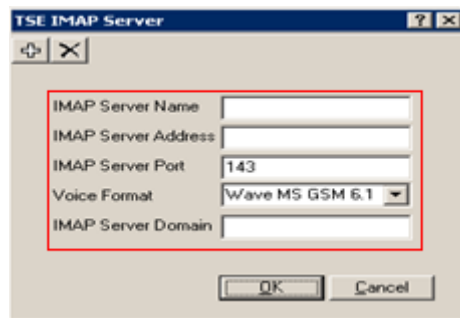 TSE IMAP Server
IMAP Server Name
IMAP Server Address
IMAP Server Port 143
Voice Format Wave MS GSM 6.1
IMAP Server Domain
OK Cancel